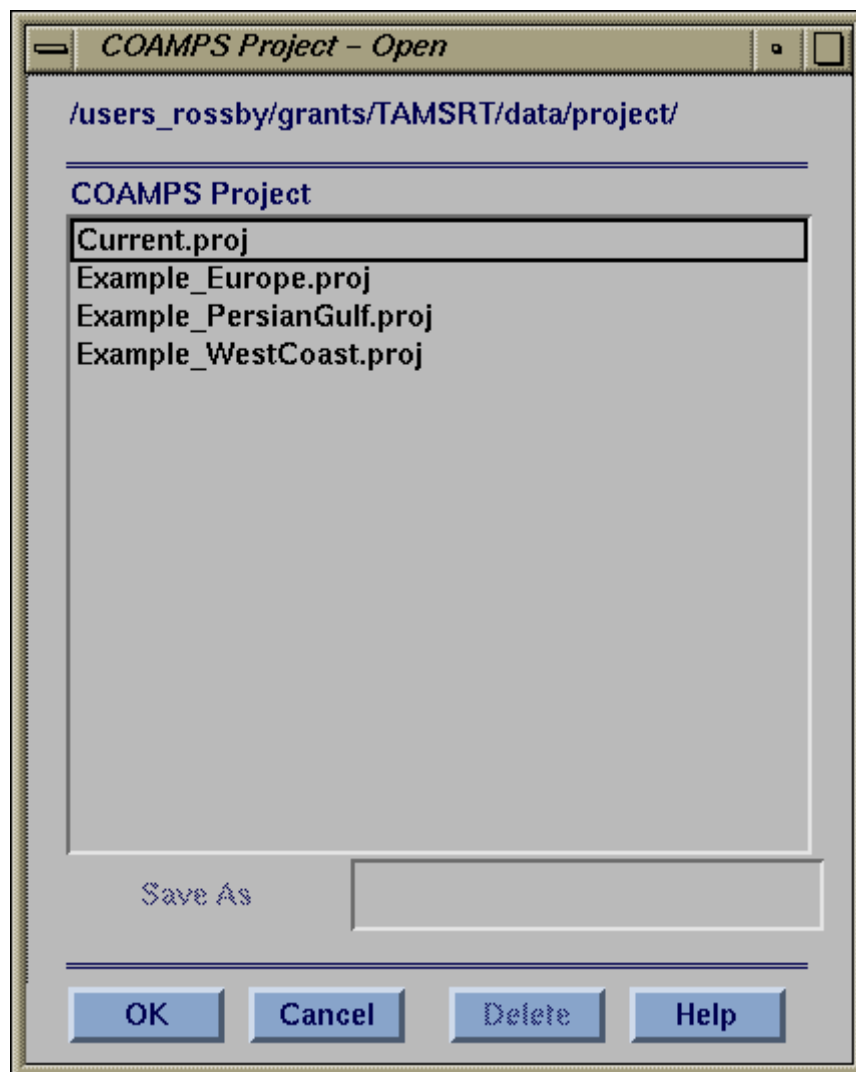 COAMPS Project – Open
/users_rossby/grants/TAMSRT/data/project/
COAMPS Project
Current.proj
Example_Europe.proj
Example_PersianGulf.proj
Example_WestCoast.proj
Save As
OK Cancel Delete Help